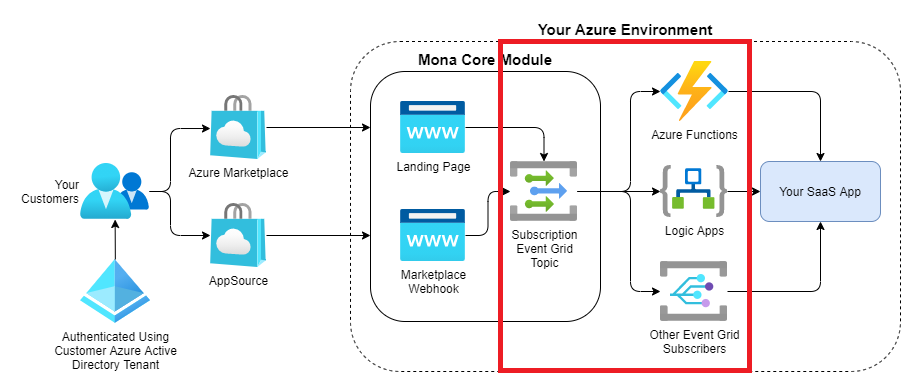 Your Azure Environment
Mona Core Module
WWW
Landing Page
Azure Functions
Azure Marketplace
Your
Customers
Subscription
Event Grid
Topic
Logic Apps
Your SaaS App
WWW
Marketplace
Webhook
AppSource
Authenticated Using
Customer Azure Active
Directory Tenant
Other Event Grid
Subscribers